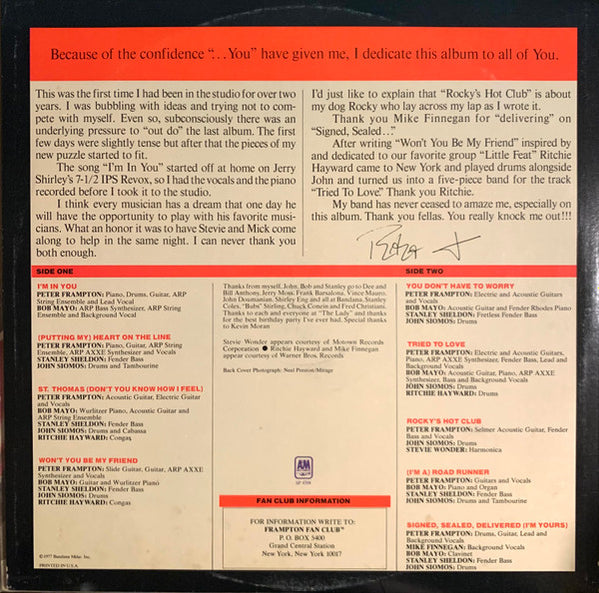 Because of the confidence “... You” have given me, I dedicate this album to all of You.
This was the first time I had been in the studio for over two
years. I was bubbling with ideas and trying not to com-
pete with myself. Even so, subconsciously there was an
underlying pressure to “out do” the last album. The first
few days were slightly tense but after that the pieces of my
new puzzle started to fit.
The song “I'm In You” started off at home on Jerry
Shirley's 7-1/2 IPS Revox, so I had the vocals and the piano
recorded before I took it to the studio.
I think every musician has a dream that one day he
will have the opportunity to play with his favorite musi-
cians. What an honor it was to have Stevie and Mick come
along to help in the same night. I can never thank you
both enough.
I'd just like to explain that “Rocky's Hot Club” is about
my dog Rocky who lay across my lap as I wrote it.
Thank you Mike Finnegan for “delivering” on
“Signed, Sealed...”
After writing “Won't You Be My Friend” inspired by
and dedicated to our favorite group “Little Feat” Ritchie
Hayward came to New York and played drums alongside
John and turned us into a five-piece band for the track
“Tried To Love.” Thank you Ritchie.
My band has never ceased to amaze me, especially on
this album. Thank you fellas. You really knock me out!!!
SIDE ONE
I'M IN YOU
PETER FRAMPTON: Piano, Drums, Guitar, ARP
String Ensemble and Lead Vocal
BOB MAYO: ARP Bass Synthesizer, ARP String
Ensemble and Background Vocal
(PUTTING MY) HEART ON THE LINE
PETER FRAMPTON: Piano, Guitar, ARP String
Ensemble, ARP AXXE Synthesizer and Vocals
STANLEY SHELDON: Fender Bass
JOHN SIOMOS: Drums and Tambourine
ST. THOMAS (DON'T YOU KNOW HOW I FEEL)
PETER FRAMPTON: Acoustic Guitar, Electric Guitar
and Vocals
BOB MAYO: Wurlitzer Piano, Acoustic Guitar and
ARP String Ensemble
STANLEY SHELDON: Fender Bass
JOHN SIOMOS: Drums and Cabassa
RITCHIE HAYWARD: Congas
WON'T YOU BE MY FRIEND
PETER FRAMPTON: Slide Guitar, Guitar, ARP AXXE
Synthesizer and Vocals
BOB MAYO: Guitar and Wurlitzer Piano
STANLEY SHELDON: Fender Bass
JOHN SIOMOS: Drums
RITCHIE HAYWARD: Congas
©1977 Bandana Make, Inc.
PRINTED IN U.S.A.
Thanks from myself, John, Bob and Stanley go to Dee and
Bill Anthony, Jerry Moss, Frank Barsalona, Vince Mauro,
John Doumanian, Shirley Eng and all at Bandana, Stanley
Coles, “Bubs” Stirling, Chuck Conein and Fred Christians.
Thanks to each and everyone at “The Lady” and thanks
for the best birthday party I've ever had. Special thanks
to Kevin Moran
Stevie Wonder appears courtesy of Motown Records
Corporation ● Ritchie Hayward and Mike Finnegan
appear courtesy of Warner Bros. Records
Back Cover Photograph: Neal Preston/Mirage
A&M
SP 4704
FAN CLUB INFORMATION
FOR INFORMATION WRITE TO:
FRAMPTON FAN CLUB™
P. O. BOX 5400
Grand Central Station
New York, New York 10017
SIDE TWO
YOU DON'T HAVE TO WORRY
PETER FRAMPTON: Electric and Acoustic Guitars
and Vocals
BOB MAYO: Acoustic Guitar and Fender Rhodes Piano
STANLEY SHELDON: Fretless Fender Bass
JOHN SIOMOS: Drums
TRIED TO LOVE
PETER FRAMPTON: Electric and Acoustic Guitars,
Piano, ARP AXXE Synthesizer, Fender Bass, Lead and
Background Vocals
BOB MAYO: Acoustic Guitar, Piano, ARP AXXE
Synthesizer, Bass and Background Vocals
JOHN SIOMOS: Drums
RITCHIE HAYWARD: Drums
ROCKY'S HOT CLUB
PETER FRAMPTON: Selmer Acoustic Guitar, Fender
Bass and Vocals
JOHN SIOMOS: Drums
STEVIE WONDER: Harmonica
(I'M A) ROAD RUNNER
PETER FRAMPTON: Guitars and Vocals
BOB MAYO: Piano and Organ
STANLEY SHELDON: Fender Bass
JOHN SIOMOS: Drums
SIGNED, SEALED, DELIVERED (I'M YOURS)
PETER FRAMPTON: Drums, Guitar, Lead and
Background Vocals
MIKE FINNEGAN: Background Vocals
BOB MAYO: Clavinet
STANLEY SHELDON: Fender Bass
JOHN SIOMOS: Drums